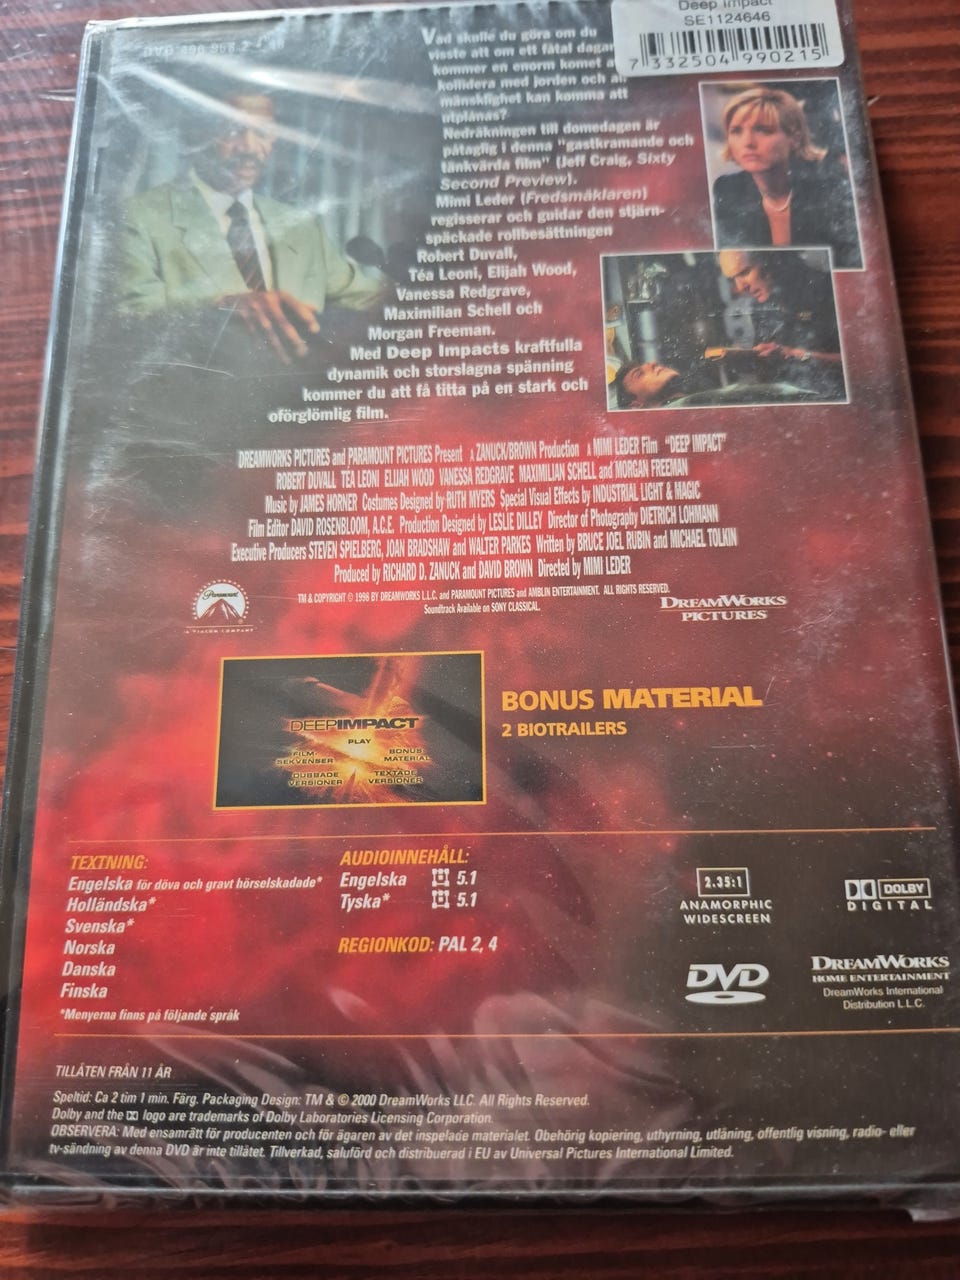 Deep Impact
SE1124646
7 332504 990215
Vad skulle du göra om du
visste att om ett fåtal dagar
kommer en enorm komet
kollidera med jorden och all
mänsklighet kan komma att
utplånas?
Nedräkningen till domedagen är
påtaglig i denna "gastkramande och
tänkvärda film" (Jeff Craig, Sixty
Second Preview).
Mimi Leder (Fredsmäklaren)
regisserar och guidar den stjärn-
späckade rollbesättningen
Robert Duvall,
Téa Leoni, Elijah Wood,
Vanessa Redgrave,
Maximilian Schell och
Morgan Freeman.
Med Deep Impacts kraftfulla
dynamik och storslagna spänning
kommer du att få titta på en stark och
oförglömlig film.
DREAMWORKS PICTURES and PARAMOUNT PICTURES Present A ZANUCK/BROWN Production A MIMI LEDER Film "DEEP IMPACT"
ROBERT DUVALL TÉA LEONI ELIJAH WOOD VANESSA REDGRAVE MAXIMILIAN SCHELL and MORGAN FREEMAN
Music by JAMES HORNER Costumes Designed by RUTH MYERS Special Visual Effects by INDUSTRIAL LIGHT & MAGIC
Film Editor DAVID ROSENBLOOM, A.C.E. Production Designed by LESLIE DILLEY Director of Photography DIETRICH LOHMANN
Executive Producers STEVEN SPIELBERG, JOAN BRADSHAW and WALTER PARKES Written by BRUCE JOEL RUBIN and MICHAEL TOLKIN
Produced by RICHARD D. ZANUCK and DAVID BROWN Directed by MIMI LEDER
TM & COPYRIGHT © 1998 BY DREAMWORKS L.L.C. and PARAMOUNT PICTURES and AMBLIN ENTERTAINMENT. ALL RIGHTS RESERVED.
Soundtrack Available on SONY CLASSICAL.
Paramount
A VIACOM COMPANY
DREAMWORKS
PICTURES
DEEP IMPACT
PLAY
FILM-
SEKVENSER
BONUS
MATERIAL
DUBBADE
VERSIONER
TEXTADE
VERSIONER
BONUS MATERIAL
2 BIOTRAILERS
TEXTNING:
Engelska för döva och gravt hörselskadade*
Holländska*
Svenska*
Norska
Danska
Finska
*Menyerna finns på följande språk
AUDIOINNEHÅLL:
Engelska 5.1
Tyska* 5.1
REGIONKOD: PAL 2, 4
2.35:1
ANAMORPHIC
WIDESCREEN
DOLBY
DIGITAL
DVD
DREAMWORKS
HOME ENTERTAINMENT
DreamWorks International
Distribution L.L.C.
TILLÅTEN FRÅN 11 ÅR
Speltid: Ca 2 tim 1 min. Färg. Packaging Design: TM & © 2000 DreamWorks LLC. All Rights Reserved.
Dolby and the logo are trademarks of Dolby Laboratories Licensing Corporation.
OBSERVERA: Med ensamrätt för producenten och för ägaren av det inspelade materialet. Obehörig kopiering, uthyrning, utlåning, offentlig visning, radio- eller
tv-sändning av denna DVD är inte tillåtet. Tillverkad, saluförd och distribuerad i EU av Universal Pictures International Limited.